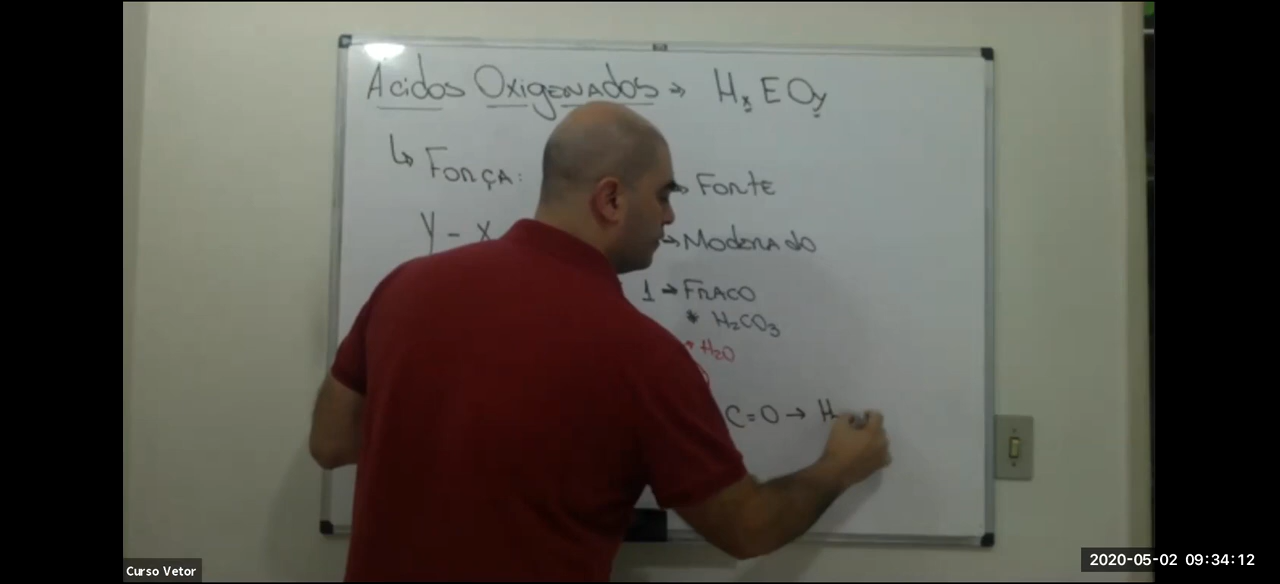 Ácidos Oxigenados → HₓEOy
↳ Força:
→ Forte
Y - X
→ Moderado
1 → Fraco
* H₂CO₃
H₂O
C=O → H
Curso Vetor
2020-05-02 09:34:12